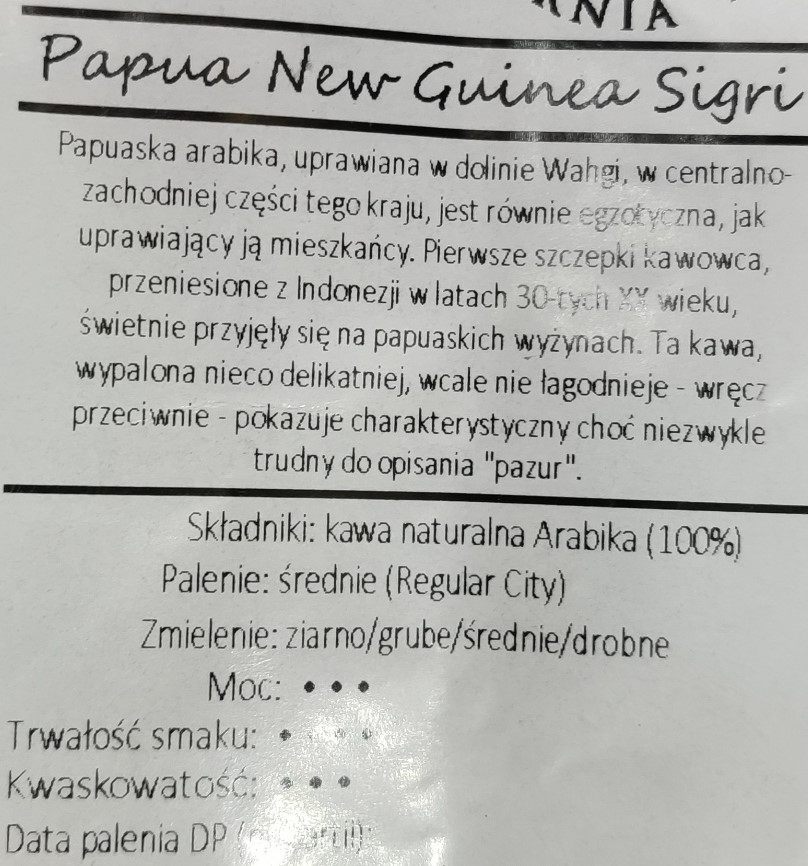 Papua New Guinea Sigri
Papuaska arabika, uprawiana w dolinie Wahgi, w centralno-
zachodniej części tego kraju, jest równie egzotyczna, jak
uprawiający ją mieszkańcy. Pierwsze szczepki kawowca,
przeniesione z Indonezji w latach 30-tych XX wieku,
świetnie przyjęły się na papuaskich wyżynach. Ta kawa,
wypalona nieco delikatniej, wcale nie łagodnieje - wręcz
przeciwnie - pokazuje charakterystyczny choć niezwykle
trudny do opisania "pazur".
Składniki: kawa naturalna Arabika (100%)
Palenie: średnie (Regular City)
Zmielenie: ziarno/grube/średnie/drobne
Moc: • • •
Trwałość smaku: • • • •
Kwaskowatość: • • •
Data palenia DP